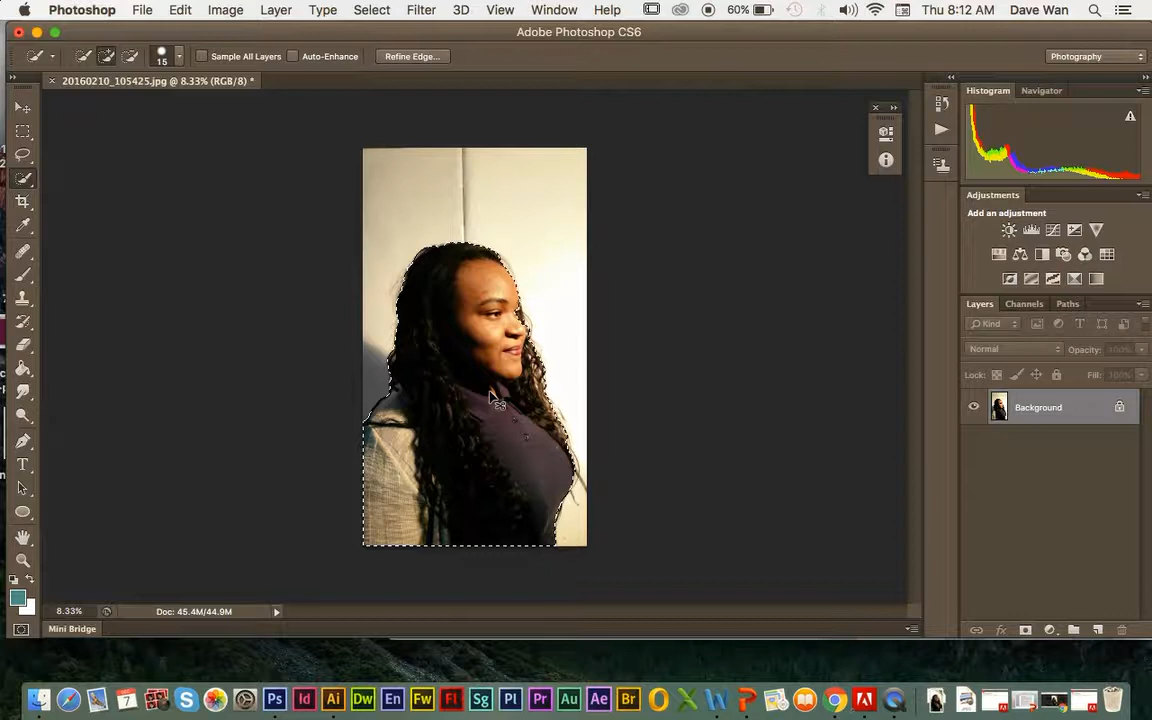 Photoshop File Edit Image Layer Type Select Filter 3D View Window Help 60% Thu 8:12 AM Dave Wan
Adobe Photoshop CS6
15 Sample All Layers Auto-Enhance Refine Edge... Photography
20160210_105425.jpg @ 8.33% (RGB/8) *
Histogram Navigator
Adjustments
Add an adjustment
Layers Channels Paths
Kind
Normal Opacity: 100%
Lock: Fill: 100%
Background
8.33% Doc: 45.4M/44.9M
Mini Bridge
7 Ps Id Ai Dw En Fw Fl Sg Pl Pr Au Ae Br